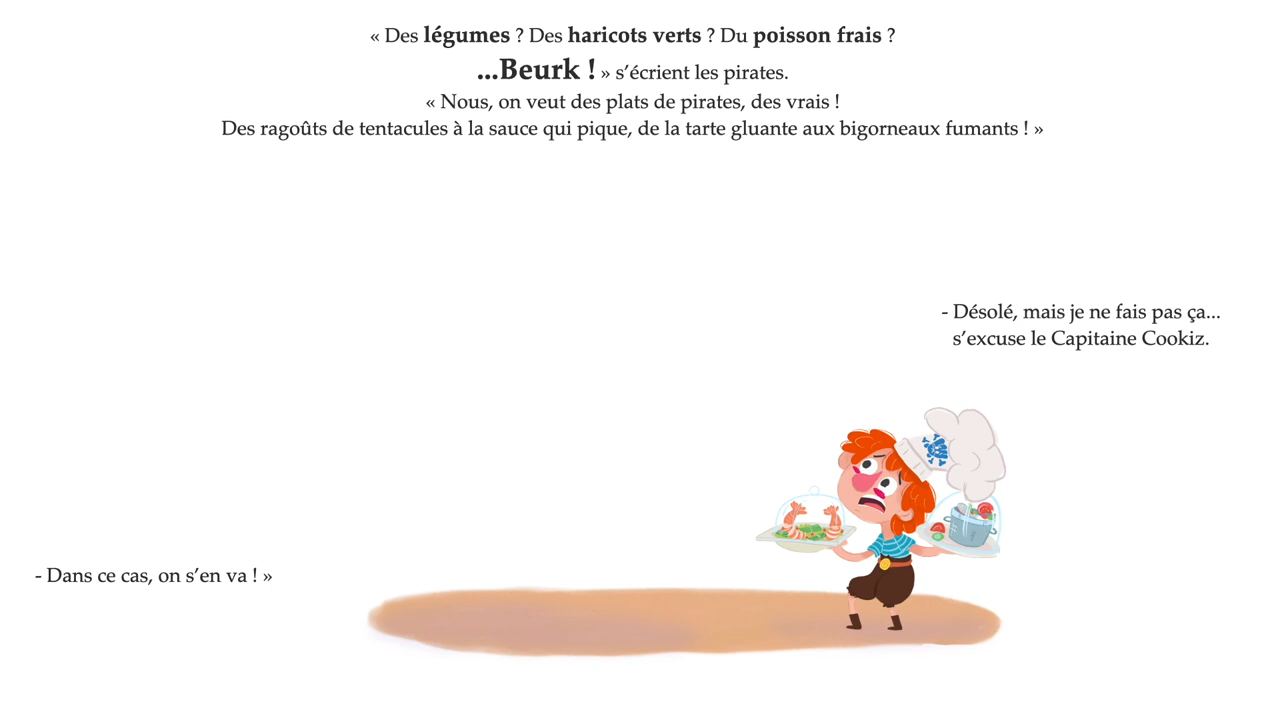 « Des légumes ? Des haricots verts ? Du poisson frais ?
...Beurk ! » s’écrient les pirates.
« Nous, on veut des plats de pirates, des vrais !
Des ragoûts de tentacules à la sauce qui pique, de la tarte gluante aux bigorneaux fumants ! »
- Désolé, mais je ne fais pas ça...
s’excuse le Capitaine Cookiz.
- Dans ce cas, on s’en va ! »